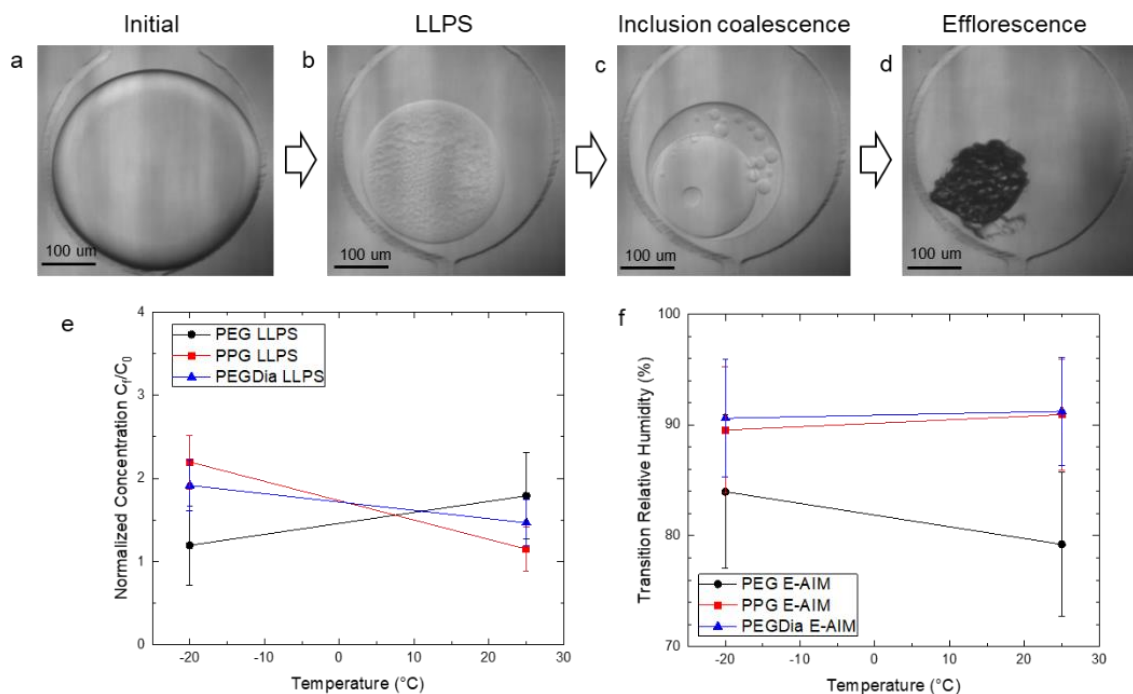 Initial
LLPS
Inclusion coalescence
Efflorescence
a
b
c
d
100 um
100 um
100 um
100 um
e
4
3
2
1
0
-20
-10
0
10
20
30
Normalized Concentration Cf/C0
Temperature (°C)
PEG LLPS
PPG LLPS
PEGDia LLPS
f
100
90
80
70
-20
-10
0
10
20
30
Transition Relative Humidity (%)
Temperature (°C)
PEG E-AIM
PPG E-AIM
PEGDia E-AIM